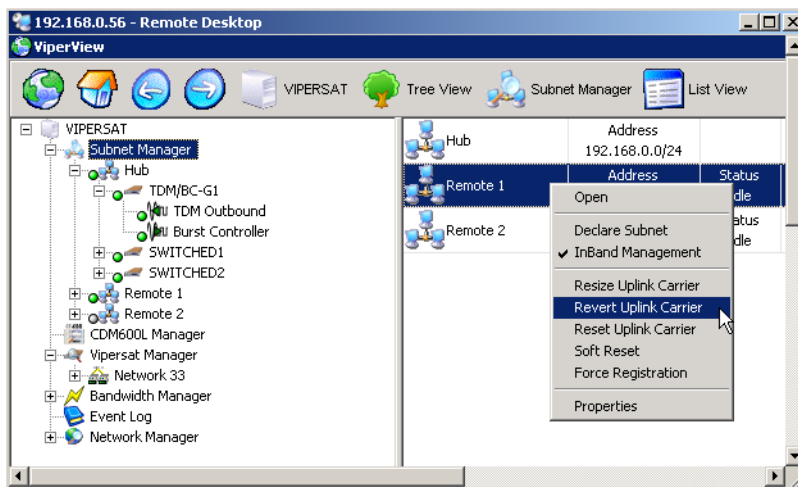 192.168.0.56 - Remote Desktop
ViperView
VIPERSAT Tree View Subnet Manager List View
VIPERSAT
Subnet Manager
Hub
TDM/BC-G1
TDM Outbound
Burst Controller
SWITCHED1
SWITCHED2
Remote 1
Remote 2
CDM600L Manager
Vipersat Manager
Network 33
Bandwidth Manager
Event Log
Network Manager
Hub Address
192.168.0.0/24
Remote 1 Address Status
Remote 2
Open
Declare Subnet
InBand Management
Resize Uplink Carrier
Revert Uplink Carrier
Reset Uplink Carrier
Soft Reset
Force Registration
Properties